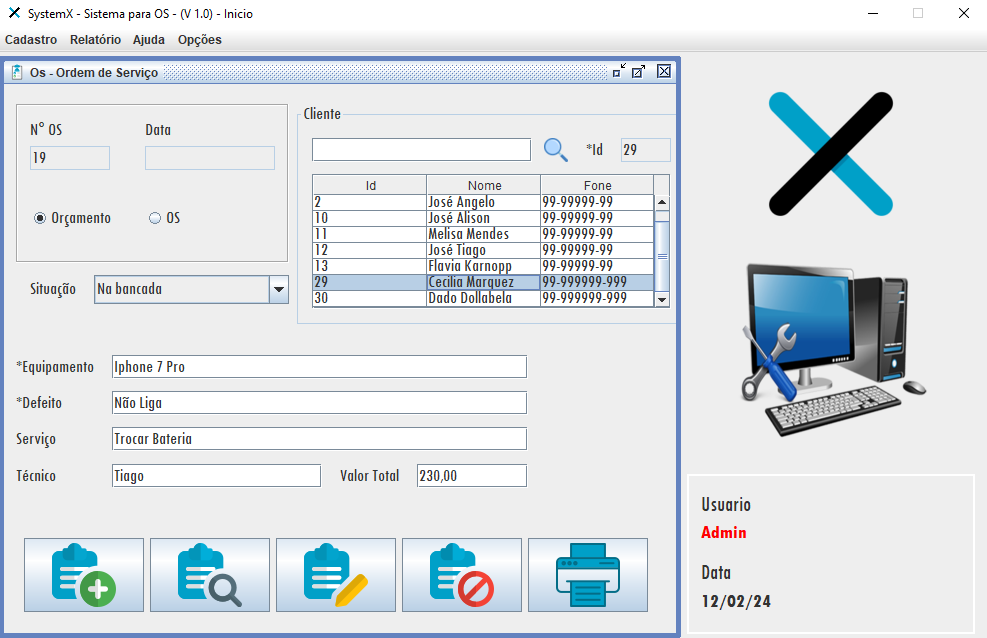 SystemX - Sistema para OS - (V 1.0) - Inicio
Cadastro Relatório Ajuda Opções
Os - Ordem de Serviço
N° OS Data
19
Orçamento OS
Situação Na bancada
Cliente
*Id 29
Id Nome Fone
2 José Angelo 99-99999-99
10 José Alison 99-99999-99
11 Melisa Mendes 99-99999-99
12 José Tiago 99-99999-99
13 Flavia Karnopp 99-99999-99
29 Cecilia Marquez 99-999999-999
30 Dado Dollabela 99-999999-999
*Equipamento Iphone 7 Pro
*Defeito Não Liga
Serviço Trocar Bateria
Técnico Tiago Valor Total 230,00
Usuario
Admin
Data
12/02/24